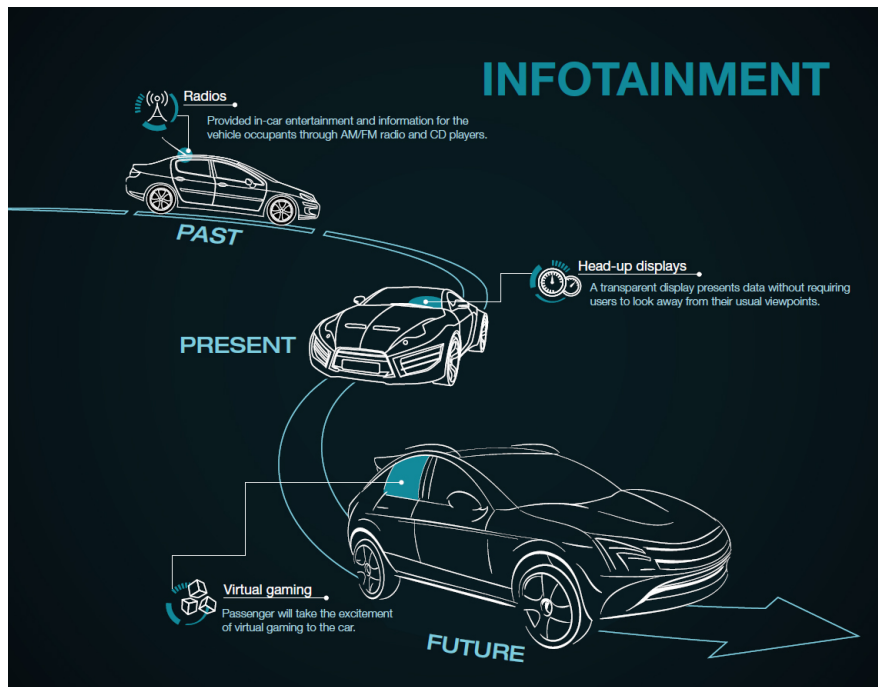 INFOTAINMENT
Radios
Provided in-car entertainment and information for the
vehicle occupants through AM/FM radio and CD players.
PAST
Head-up displays
A transparent display presents data without requiring
users to look away from their usual viewpoints.
PRESENT
Virtual gaming
Passenger will take the excitement
of virtual gaming to the car.
FUTURE